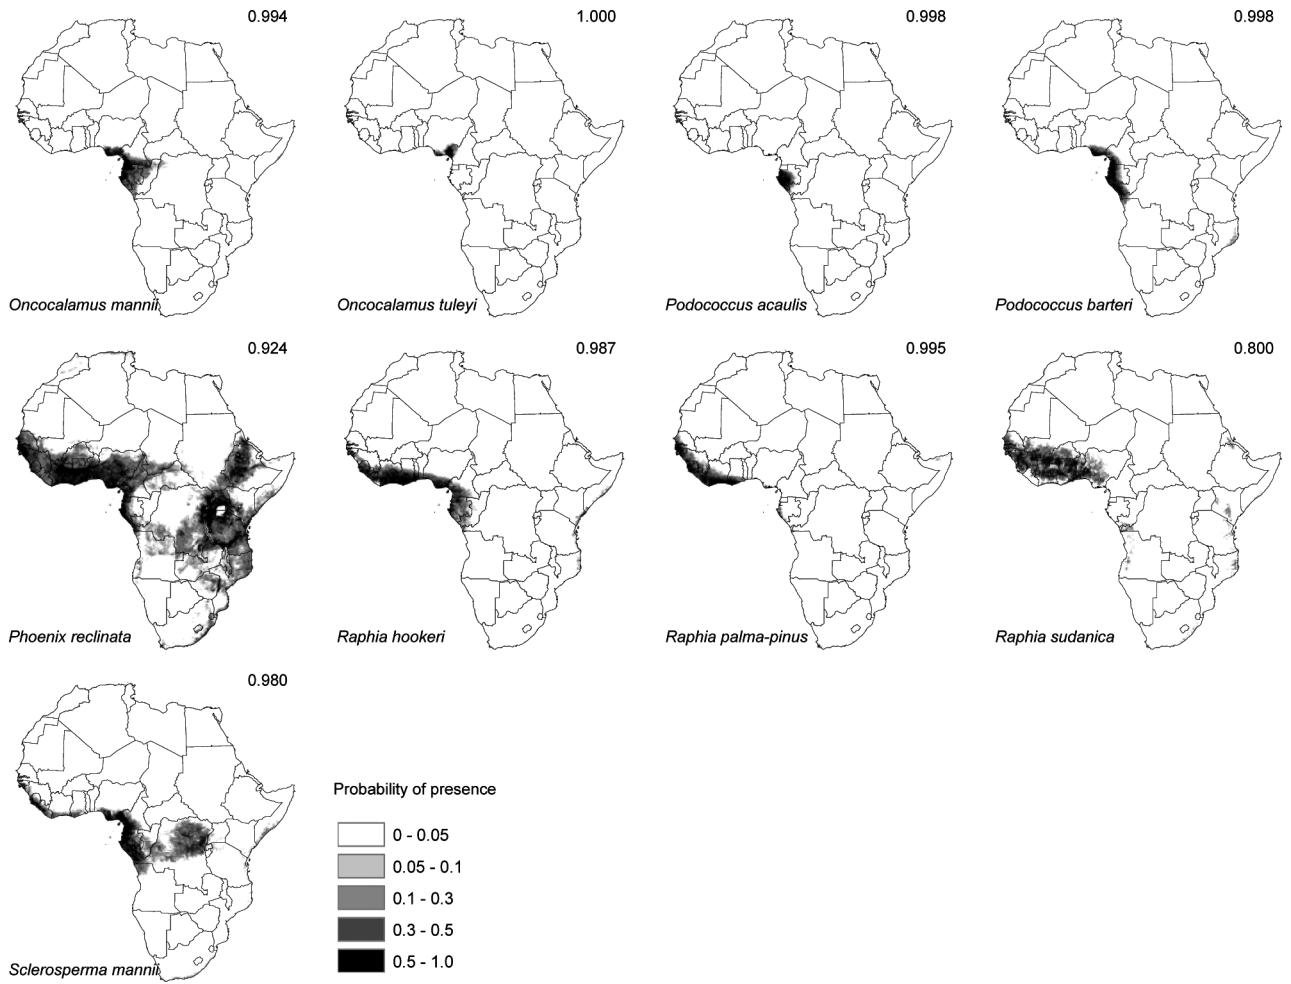 0.994
1.000
0.998
0.998
Oncocalamus mannii
Oncocalamus tuleyi
Podococcus acaulis
Podococcus barteri
0.924
0.987
0.995
0.800
Phoenix reclinata
Raphia hookeri
Raphia palma-pinus
Raphia sudanica
0.980
Sclerosperma mannii
Probability of presence
0 - 0.05
0.05 - 0.1
0.1 - 0.3
0.3 - 0.5
0.5 - 1.0